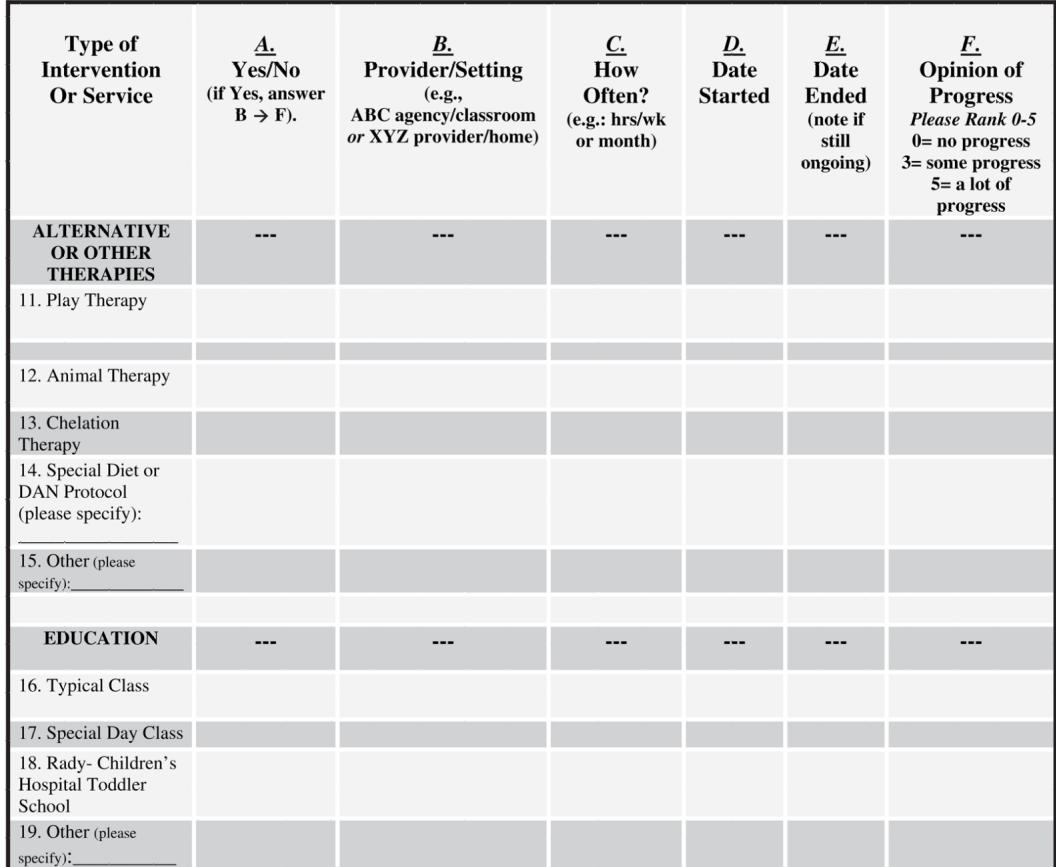 Type of
Intervention
Or Service
A.
Yes/No
(if Yes, answer
B → F).
B.
Provider/Setting
(e.g.,
ABC agency/classroom
or XYZ provider/home)
C.
How
Often?
(e.g.: hrs/wk
or month)
D.
Date
Started
E.
Date
Ended
(note if
still
ongoing)
F.
Opinion of
Progress
Please Rank 0-5
0= no progress
3= some progress
5= a lot of
progress
ALTERNATIVE
OR OTHER
THERAPIES
--- --- --- --- --- ---
11. Play Therapy
12. Animal Therapy
13. Chelation
Therapy
14. Special Diet or
DAN Protocol
(please specify):
_________________
15. Other (please
specify):______________
EDUCATION --- --- --- --- --- ---
16. Typical Class
17. Special Day Class
18. Rady- Children’s
Hospital Toddler
School
19. Other (please
specify):___________